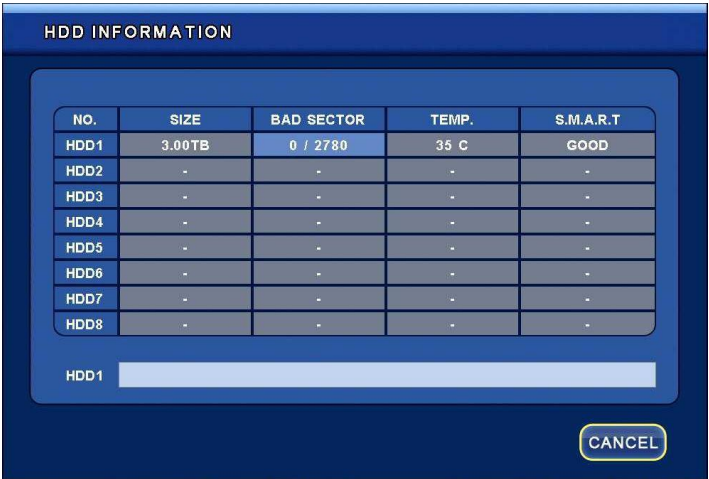 HDD INFORMATION
NO. SIZE BAD SECTOR TEMP. S.M.A.R.T
HDD1 3.00TB 0 / 2780 35 C GOOD
HDD2 - - - -
HDD3 - - - -
HDD4 - - - -
HDD5 - - - -
HDD6 - - - -
HDD7 - - - -
HDD8 - - - -
HDD1
CANCEL